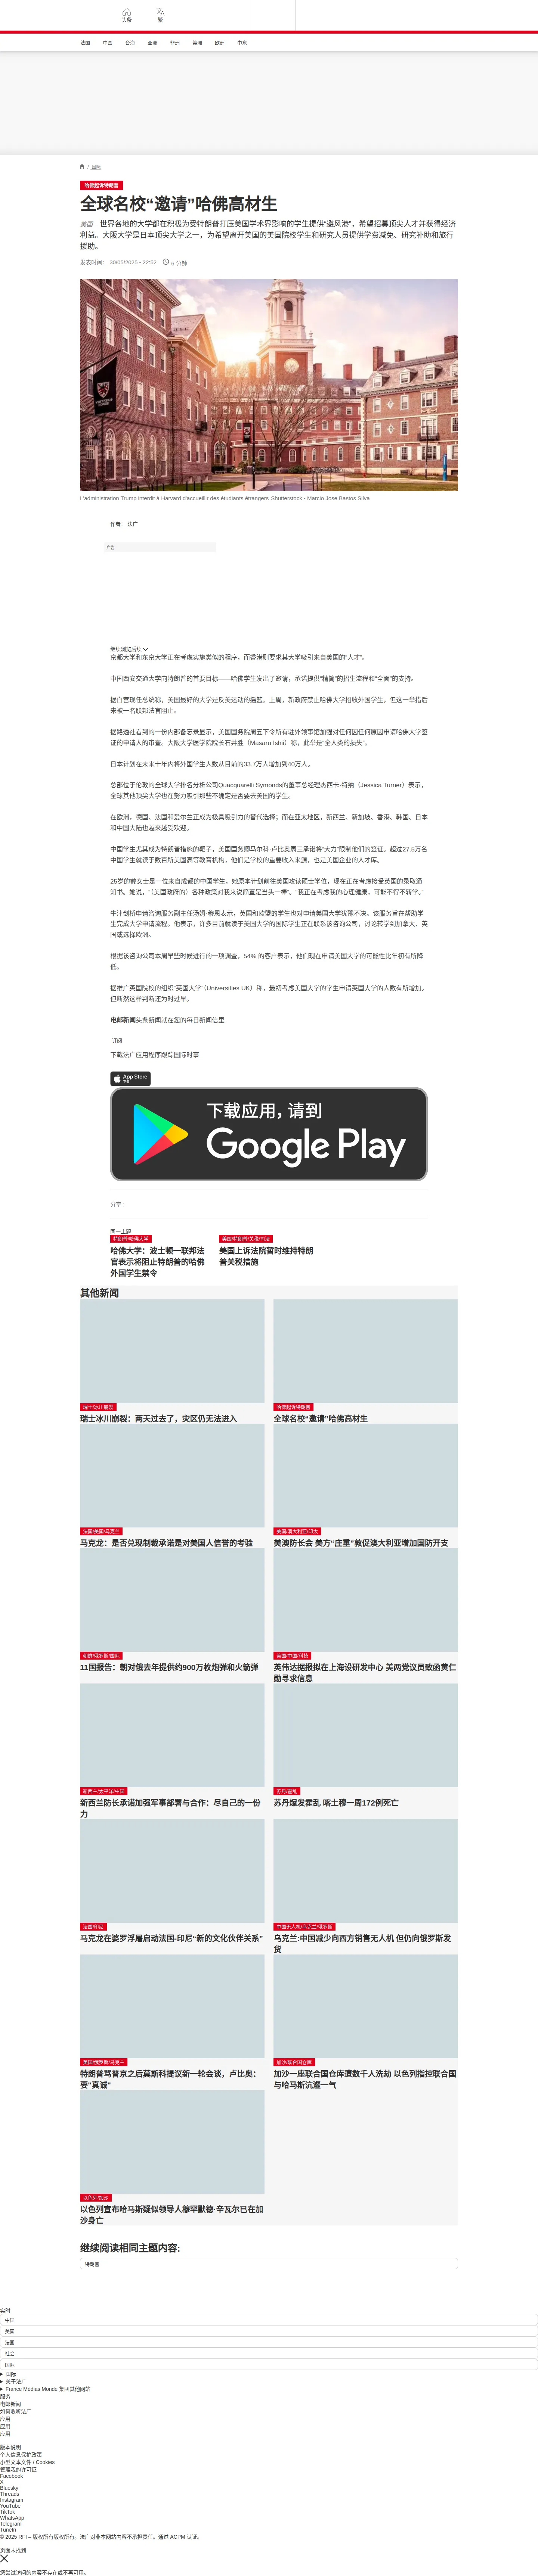 头条
繁
法国
中国
台海
亚洲
非洲
美洲
欧洲
中东
/ 国际
哈佛起诉特朗普
全球名校“邀请”哈佛高材生
美国 – 世界各地的大学都在积极为受特朗普打压美国学术界影响的学生提供“避风港”，希望招募顶尖人才并获得经济
利益。大阪大学是日本顶尖大学之一，为希望离开美国的美国院校学生和研究人员提供学费减免、研究补助和旅行
援助。
发表时间： 30/05/2025 - 22:52
6 分钟
L'administration Trump interdit à Harvard d'accueillir des étudiants étrangers Shutterstock - Marcio Jose Bastos Silva
作者： 法广
广告
继续浏览后续
京都大学和东京大学正在考虑实施类似的程序，而香港则要求其大学吸引来自美国的“人才”。
中国西安交通大学向特朗普的首要目标——哈佛学生发出了邀请，承诺提供“精简”的招生流程和“全面”的支持。
据白宫现任总统称，美国最好的大学是反美运动的摇篮。上周，新政府禁止哈佛大学招收外国学生，但这一举措后
来被一名联邦法官阻止。
据路透社看到的一份内部备忘录显示，美国国务院周五下令所有驻外领事馆加强对任何因任何原因申请哈佛大学签
证的申请人的审查。大阪大学医学院院长石井胜（Masaru Ishii）称，此举是“全人类的损失”。
日本计划在未来十年内将外国学生人数从目前的33.7万人增加到40万人。
总部位于伦敦的全球大学排名分析公司Quacquarelli Symonds的董事总经理杰西卡·特纳（Jessica Turner）表示，
全球其他顶尖大学也在努力吸引那些不确定是否要去美国的学生。
在欧洲，德国、法国和爱尔兰正成为极具吸引力的替代选择；而在亚太地区，新西兰、新加坡、香港、韩国、日本
和中国大陆也越来越受欢迎。
中国学生尤其成为特朗普措施的靶子，美国国务卿马尔科·卢比奥周三承诺将“大力”限制他们的签证。超过27.5万名
中国学生就读于数百所美国高等教育机构，他们是学校的重要收入来源，也是美国企业的人才库。
25岁的戴女士是一位来自成都的中国学生，她原本计划前往美国攻读硕士学位，现在正在考虑接受英国的录取通
知书。她说，“（美国政府的）各种政策对我来说简直是当头一棒”。“我正在考虑我的心理健康，可能不得不转学。”
牛津剑桥申请咨询服务副主任汤姆·穆恩表示，英国和欧盟的学生也对申请美国大学犹豫不决。该服务旨在帮助学
生完成大学申请流程。他表示，许多目前就读于美国大学的国际学生正在联系该咨询公司，讨论转学到加拿大、英
国或选择欧洲。
根据该咨询公司本周早些时候进行的一项调查，54% 的客户表示，他们现在申请美国大学的可能性比年初有所降
低。
据推广英国院校的组织“英国大学”（Universities UK）称，最初考虑美国大学的学生申请英国大学的人数有所增加。
但断然这样判断还为时过早。
电邮新闻头条新闻就在您的每日新闻信里
订阅
下载法广应用程序跟踪国际时事
App Store
下载
下载应用，请到
Google Play
分享 :
同一主题
特朗普/哈佛大学
哈佛大学：波士顿一联邦法
官表示将阻止特朗普的哈佛
外国学生禁令
美国/特朗普/关税/司法
美国上诉法院暂时维持特朗
普关税措施
其他新闻
瑞士/冰川崩裂
瑞士冰川崩裂：两天过去了，灾区仍无法进入
哈佛起诉特朗普
全球名校“邀请”哈佛高材生
法国/美国/乌克兰
马克龙：是否兑现制裁承诺是对美国人信誉的考验
美国/澳大利亚/印太
美澳防长会 美方“庄重”敦促澳大利亚增加国防开支
朝鲜/俄罗斯/国际
11国报告：朝对俄去年提供约900万枚炮弹和火箭弹
美国/中国/科技
英伟达据报拟在上海设研发中心 美两党议员致函黄仁
勋寻求信息
新西兰/太平洋/中国
新西兰防长承诺加强军事部署与合作：尽自己的一份
力
苏丹/霍乱
苏丹爆发霍乱 喀土穆一周172例死亡
法国/印尼
马克龙在婆罗浮屠启动法国-印尼“新的文化伙伴关系”
中国无人机/乌克兰/俄罗斯
乌克兰:中国减少向西方销售无人机 但仍向俄罗斯发
货
美国/俄罗斯/乌克兰
特朗普骂普京之后莫斯科提议新一轮会谈，卢比奥：
要”真诚”
加沙/联合国仓库
加沙一座联合国仓库遭数千人洗劫 以色列指控联合国
与哈马斯沆瀣一气
以色列/加沙
以色列宣布哈马斯疑似领导人穆罕默德·辛瓦尔已在加
沙身亡
继续阅读相同主题内容:
特朗普
实时
中国
美国
法国
社会
国际
国际
关于法广
France Médias Monde 集团其他网站
服务
电邮新闻
如何收听法广
应用
应用
应用
版本说明
个人信息保护政策
小型文本文件 / Cookies
管理我的许可证
Facebook
X
Bluesky
Threads
Instagram
YouTube
TikTok
WhatsApp
Telegram
TuneIn
© 2025 RFI – 版权所有版权所有。法广对非本网站内容不承担责任。通过 ACPM 认证。
页面未找到
您尝试访问的内容不存在或不再可用。